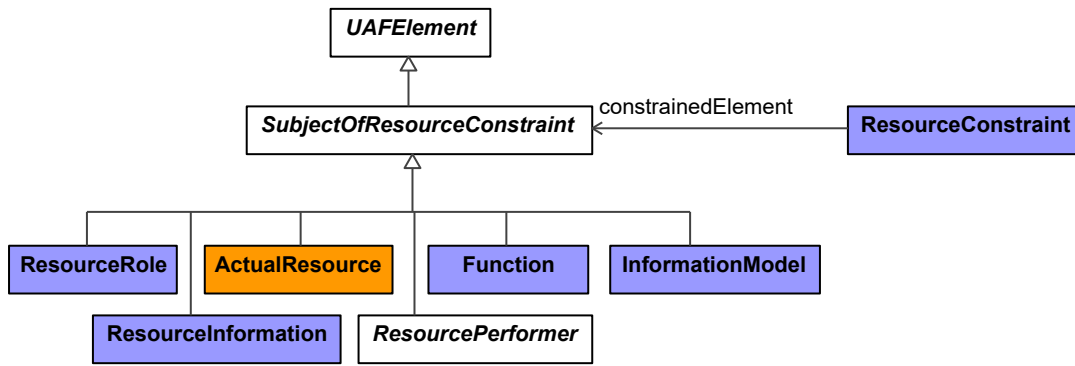 UAFElement
constrainedElement
SubjectOfResourceConstraint
ResourceConstraint
ResourceRole
ActualResource
Function
InformationModel
ResourceInformation
ResourcePerformer